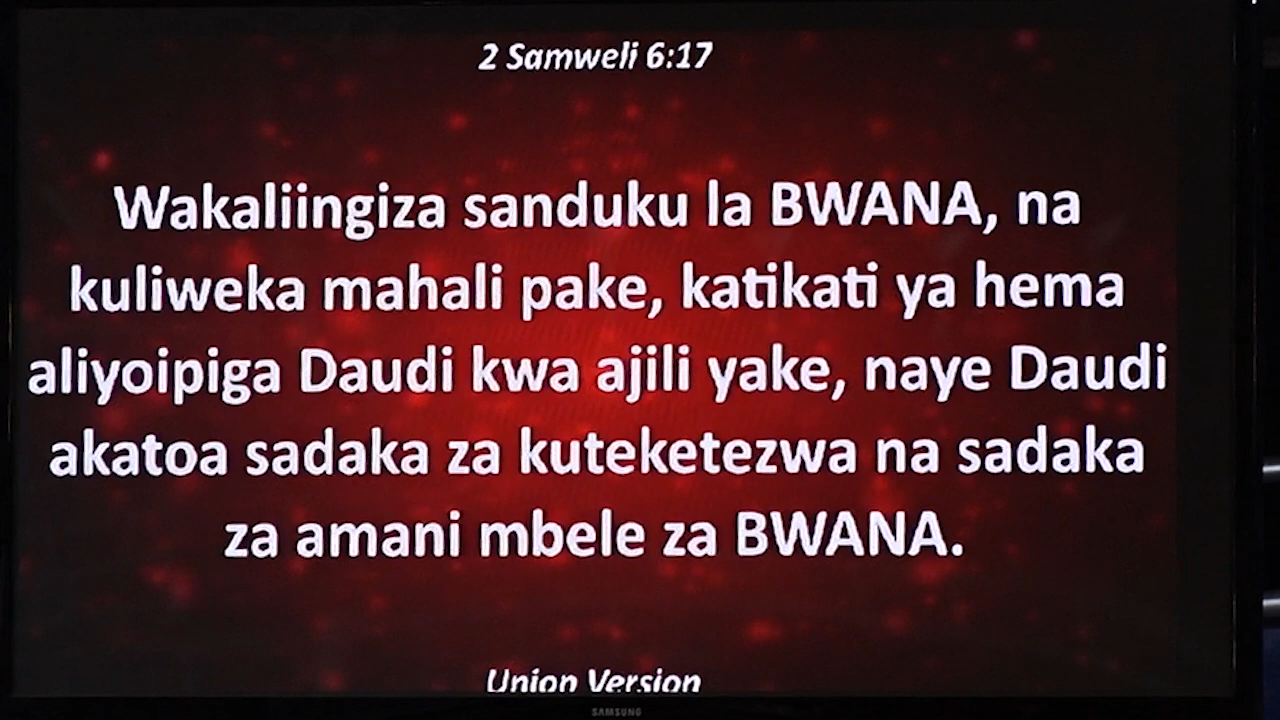 2 Samweli 6:17
Wakaliingiza sanduku la BWANA, na
kuliweka mahali pake, katikati ya hema
aliyoipiga Daudi kwa ajili yake, naye Daudi
akatoa sadaka za kuteketezwa na sadaka
za amani mbele za BWANA.
Union Version
SAMSUNG